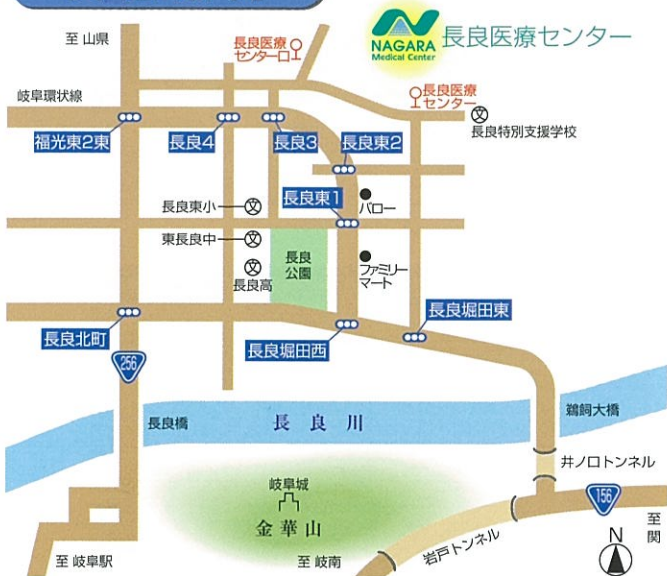 至 山県
長良医療
センター口
NAGARA
Medical Center
長良医療センター
岐阜環状線
長良医療
センター
文
長良特別支援学校
福光東2東
長良4
長良3
長良東2
長良東小
文
長良東1
バロー
東長良中
文
長良
公園
文
長良高
ファミリー
マート
長良堀田東
長良北町
長良堀田西
256
長良橋
長良川
鵜飼大橋
井ノ口トンネル
岐阜城
金華山
156
至
関
至 岐阜駅
至 岐南
岩戸トンネル
N